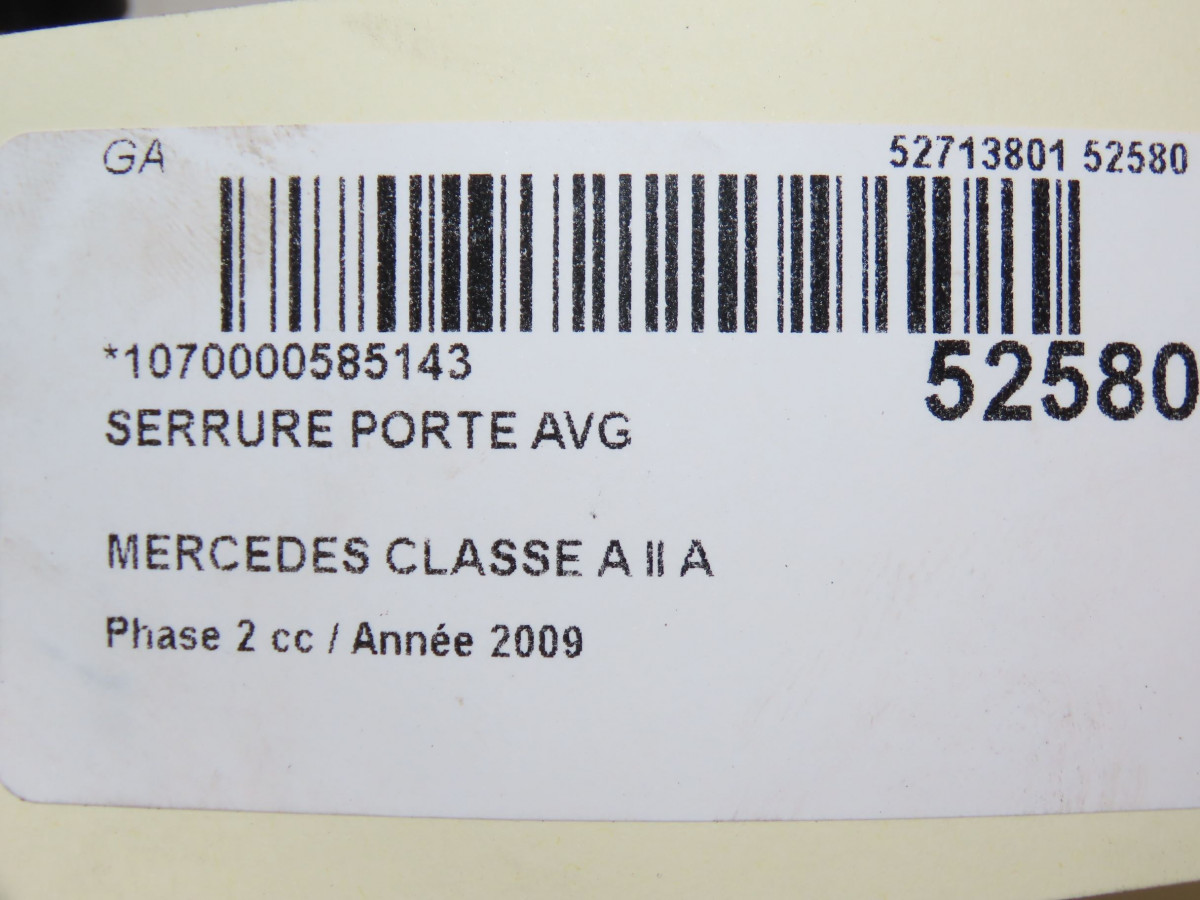 GA 52713801 52580
*1070000585143 52580
SERRURE PORTE AVG
MERCEDES CLASSE A II A
Phase 2 cc / Année 2009